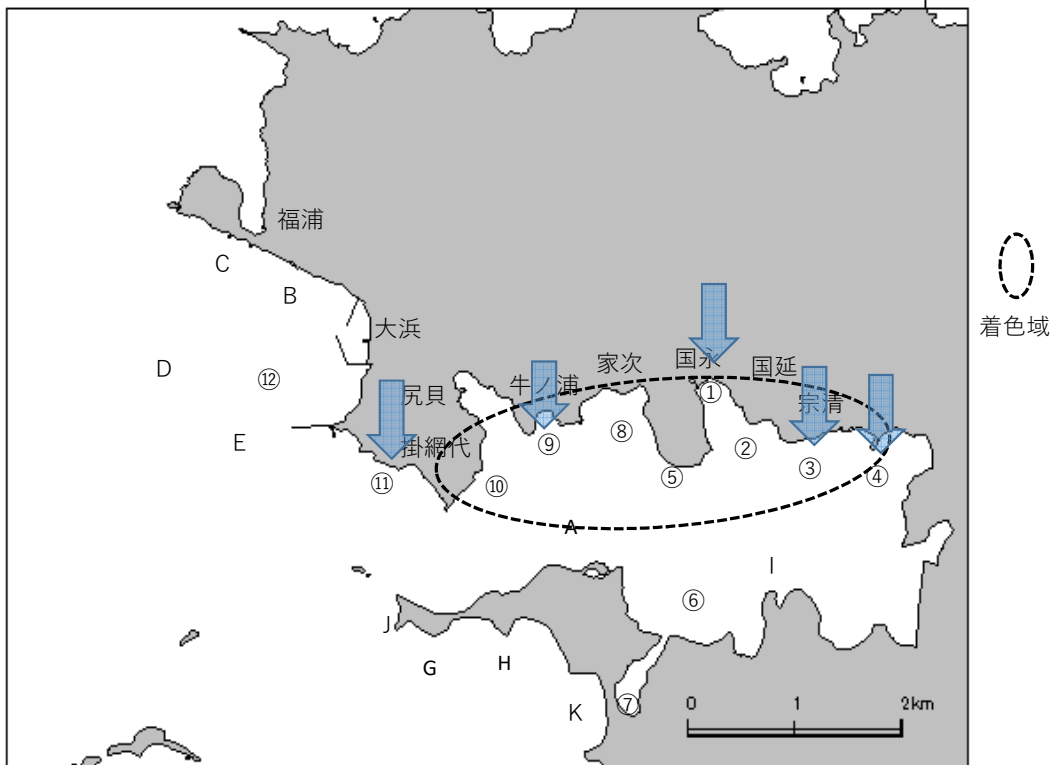 福浦
C
B
大浜
D
⑫
家次
国永
国延
牛ノ浦
①
尻貝
宗清
E
掛網代
⑧
⑨
②
③
④
⑤
⑪
⑩
A
I
⑥
J
G
H
K
⑦
0 1 2km
着色域